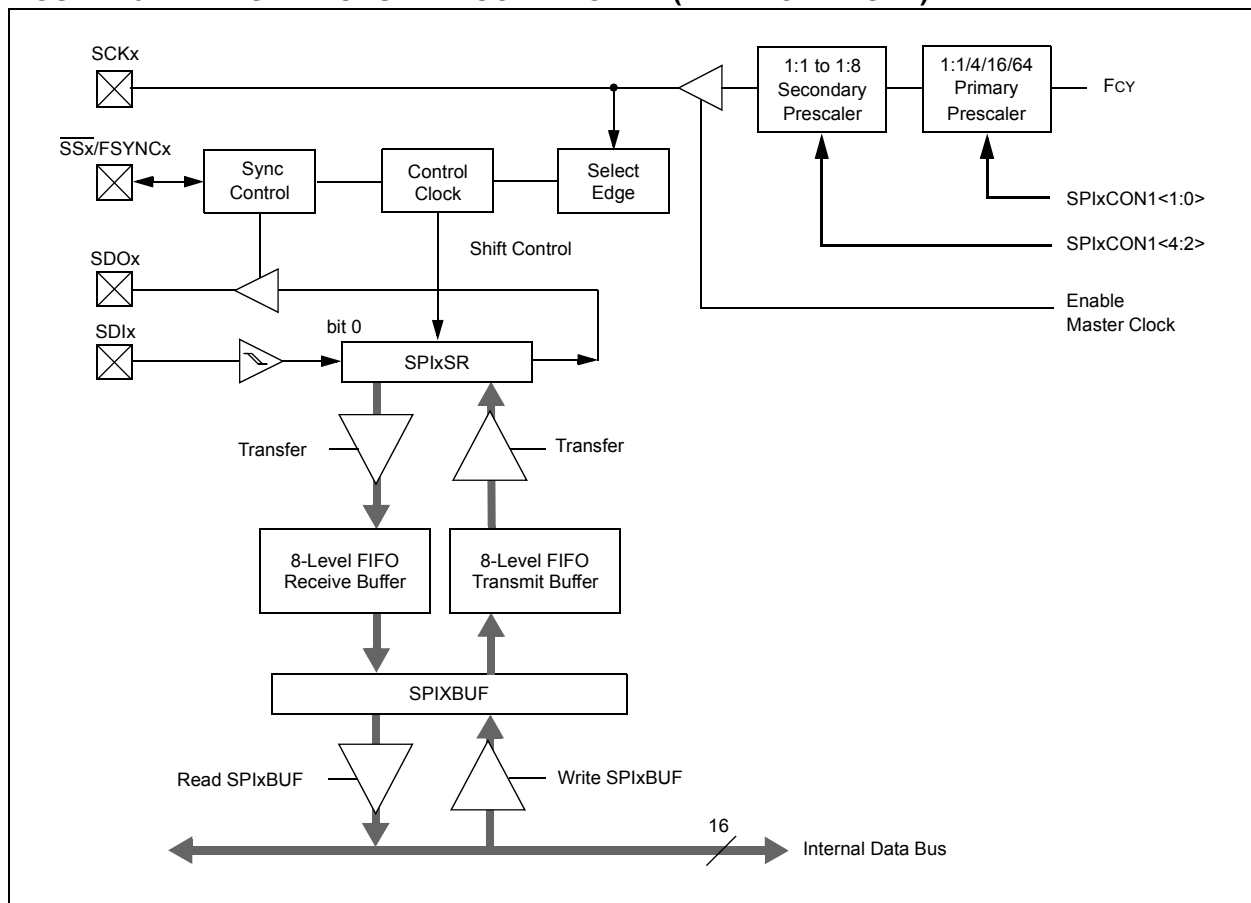 SCKx
1:1 to 1:8
Secondary
Prescaler
1:1/4/16/64
Primary
Prescaler
FCY
SSx/FSYNCx
Sync
Control
Control
Clock
Select
Edge
SPIxCON1<1:0>
SPIxCON1<4:2>
Shift Control
SDOx
Enable
Master Clock
SDIx
bit 0
SPIxSR
Transfer
Transfer
8-Level FIFO
Receive Buffer
8-Level FIFO
Transmit Buffer
SPIXBUF
Read SPIxBUF
Write SPIxBUF
16
Internal Data Bus